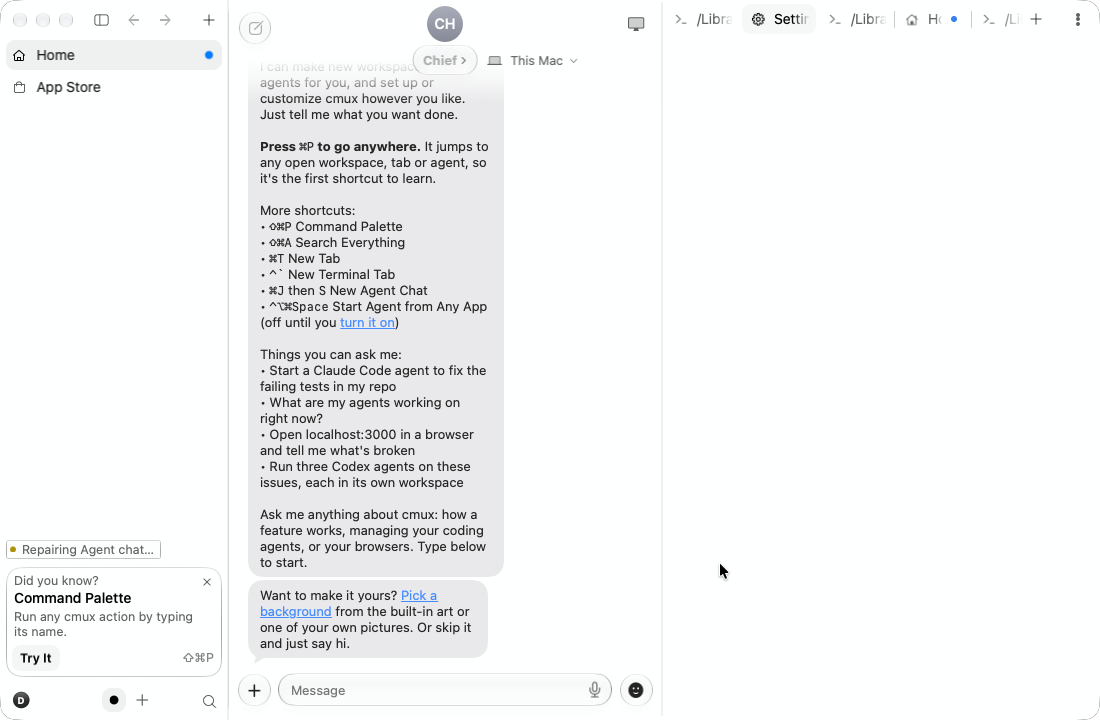 /Libra
Settin
/Libra
Ho
/Li
Home
App Store
CH
Chief ›
This Mac
I can make new workspac
agents for you, and set up or
customize cmux however you like.
Just tell me what you want done.
Press ⌘P to go anywhere. It jumps to
any open workspace, tab or agent, so
it's the first shortcut to learn.
More shortcuts:
• ⇧⌘P Command Palette
• ⇧⌘A Search Everything
• ⌘T New Tab
• ^` New Terminal Tab
• ⌘J then S New Agent Chat
• ^⌥⌘Space Start Agent from Any App
(off until you turn it on)
Things you can ask me:
• Start a Claude Code agent to fix the
failing tests in my repo
• What are my agents working on
right now?
• Open localhost:3000 in a browser
and tell me what's broken
• Run three Codex agents on these
issues, each in its own workspace
Ask me anything about cmux: how a
feature works, managing your coding
agents, or your browsers. Type below
to start.
Want to make it yours? Pick a
background from the built-in art or
one of your own pictures. Or skip it
and just say hi.
Repairing Agent chat...
Did you know?
Command Palette
Run any cmux action by typing
its name.
Try It
⇧⌘P
D
Message